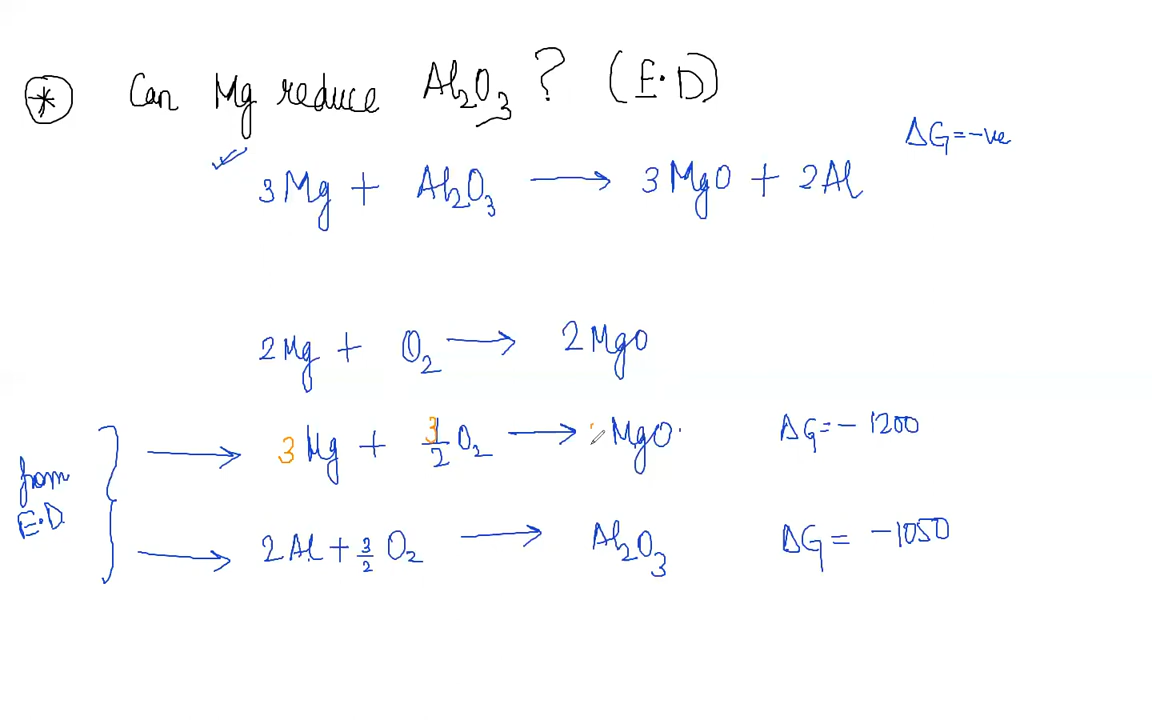 * Can Mg reduce Al₂O₃? (E.D)
ΔG = -ve
✓ 3Mg + Al₂O₃ → 3MgO + 2Al
2Mg + O₂ → 2MgO
from E.D
→ 3Mg + 3/2 O₂ → MgO. ΔG = - 1200
→ 2Al + 3/2 O₂ → Al₂O₃ ΔG = -1050